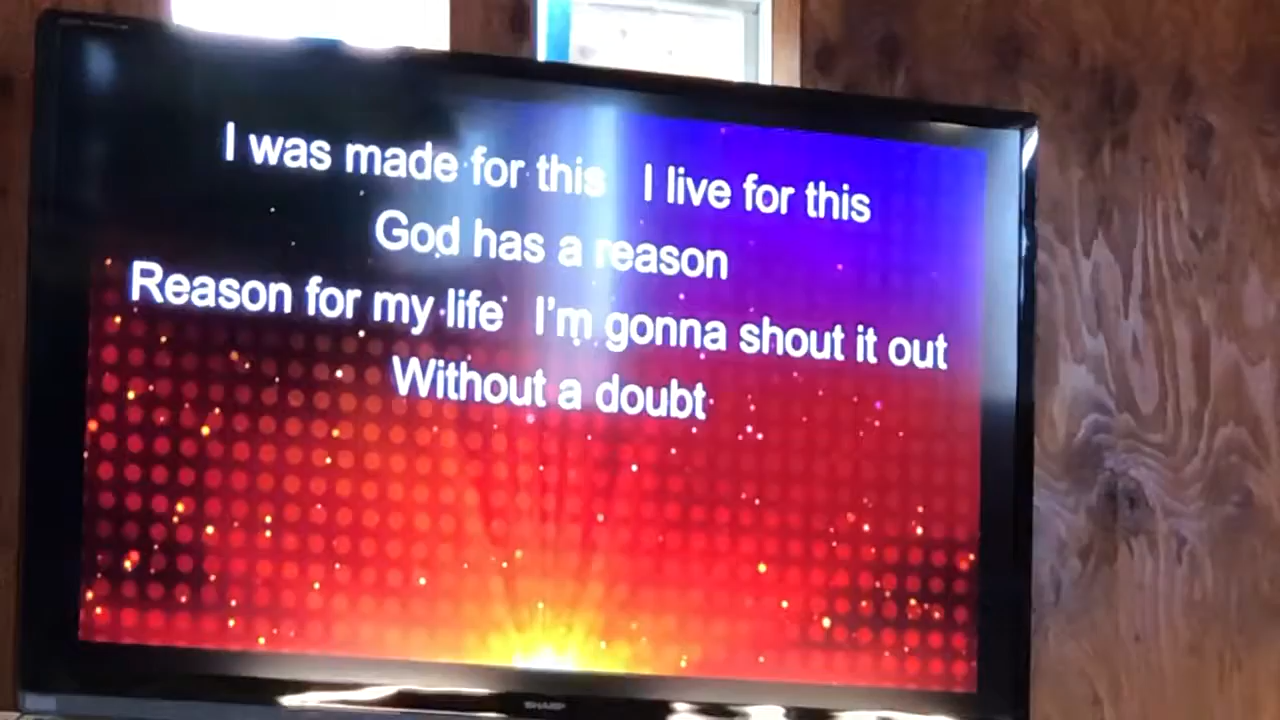 I was made for this I live for this
God has a reason
Reason for my life I'm gonna shout it out
Without a doubt
SHARP